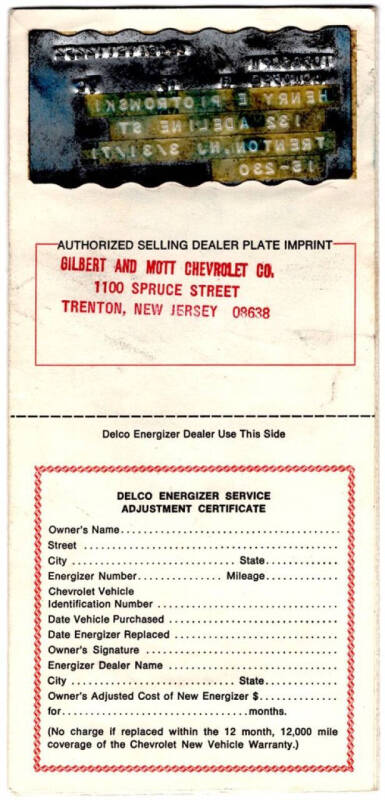 HENRY E PIOTROWSKI
132 ADELINE ST
TRENTON, NJ 3/31/71
15-230
AUTHORIZED SELLING DEALER PLATE IMPRINT
GILBERT AND MOTT CHEVROLET CO.
1100 SPRUCE STREET
TRENTON, NEW JERSEY 08638
Delco Energizer Dealer Use This Side
DELCO ENERGIZER SERVICE
ADJUSTMENT CERTIFICATE
Owner's Name
Street
City State
Energizer Number Mileage
Chevrolet Vehicle
Identification Number
Date Vehicle Purchased
Date Energizer Replaced
Owner's Signature
Energizer Dealer Name
City State
Owner's Adjusted Cost of New Energizer $
for months.
(No charge if replaced within the 12 month, 12,000 mile
coverage of the Chevrolet New Vehicle Warranty.)